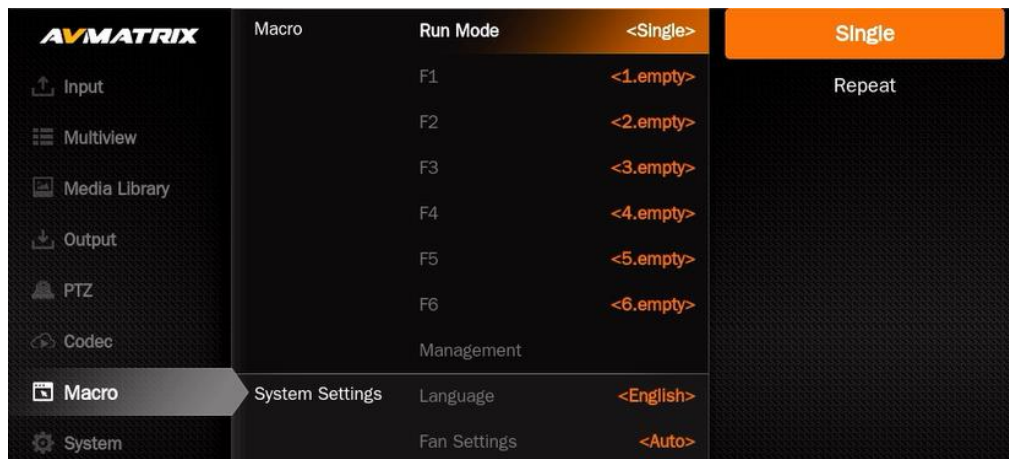 AVMATRIX
Input
Multiview
Media Library
Output
PTZ
Codec
Macro
System
Macro
Run Mode <Single>
F1 <1.empty>
F2 <2.empty>
F3 <3.empty>
F4 <4.empty>
F5 <5.empty>
F6 <6.empty>
Management
System Settings
Language <English>
Fan Settings <Auto>
Single
Repeat